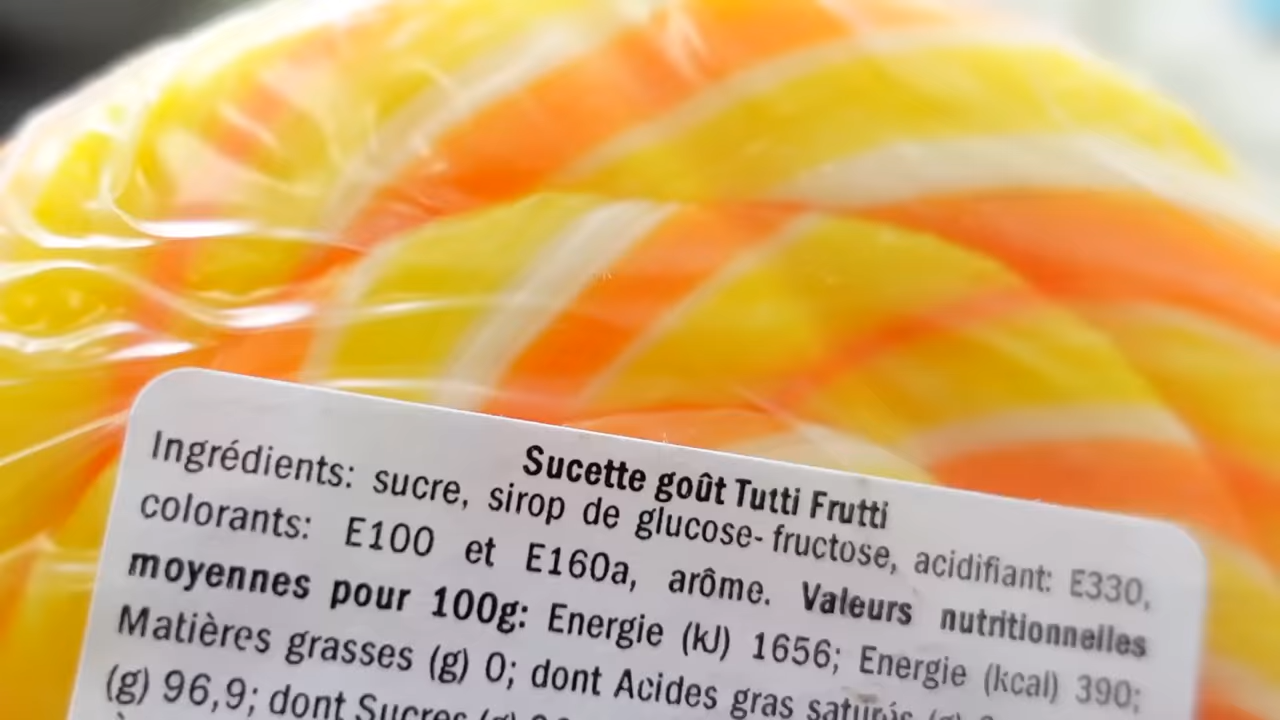 Sucette goût Tutti Frutti
Ingrédients: sucre, sirop de glucose- fructose, acidifiant: E330,
colorants: E100 et E160a, arôme. Valeurs nutritionnelles
moyennes pour 100g: Energie (kJ) 1656; Energie (kcal) 390;
Matières grasses (g) 0; dont Acides gras saturés (g)
(g) 96,9; dont Sucres (g)